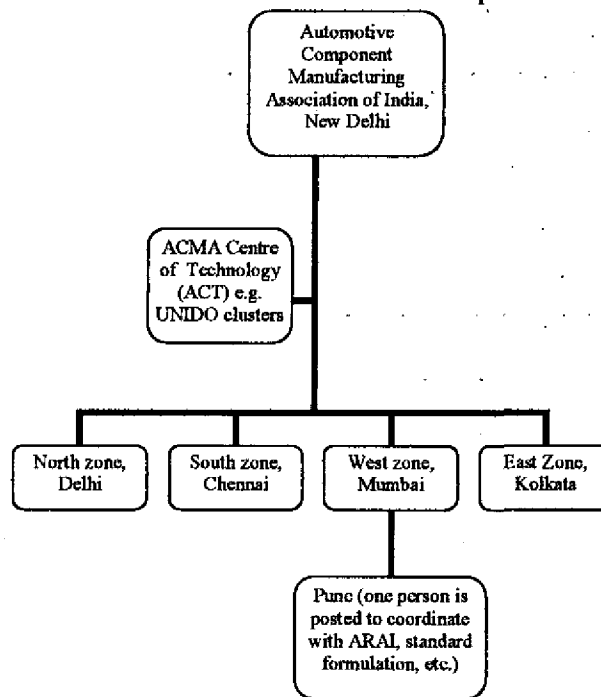 Automotive
Component
Manufacturing
Association of India,
New Delhi
ACMA Centre
of Technology
(ACT) e.g.
UNIDO clusters
North zone,
Delhi
South zone,
Chennai
West zone,
Mumbai
East Zone,
Kolkata
Pune (one person is
posted to coordinate
with ARAI, standard
formulation, etc.)